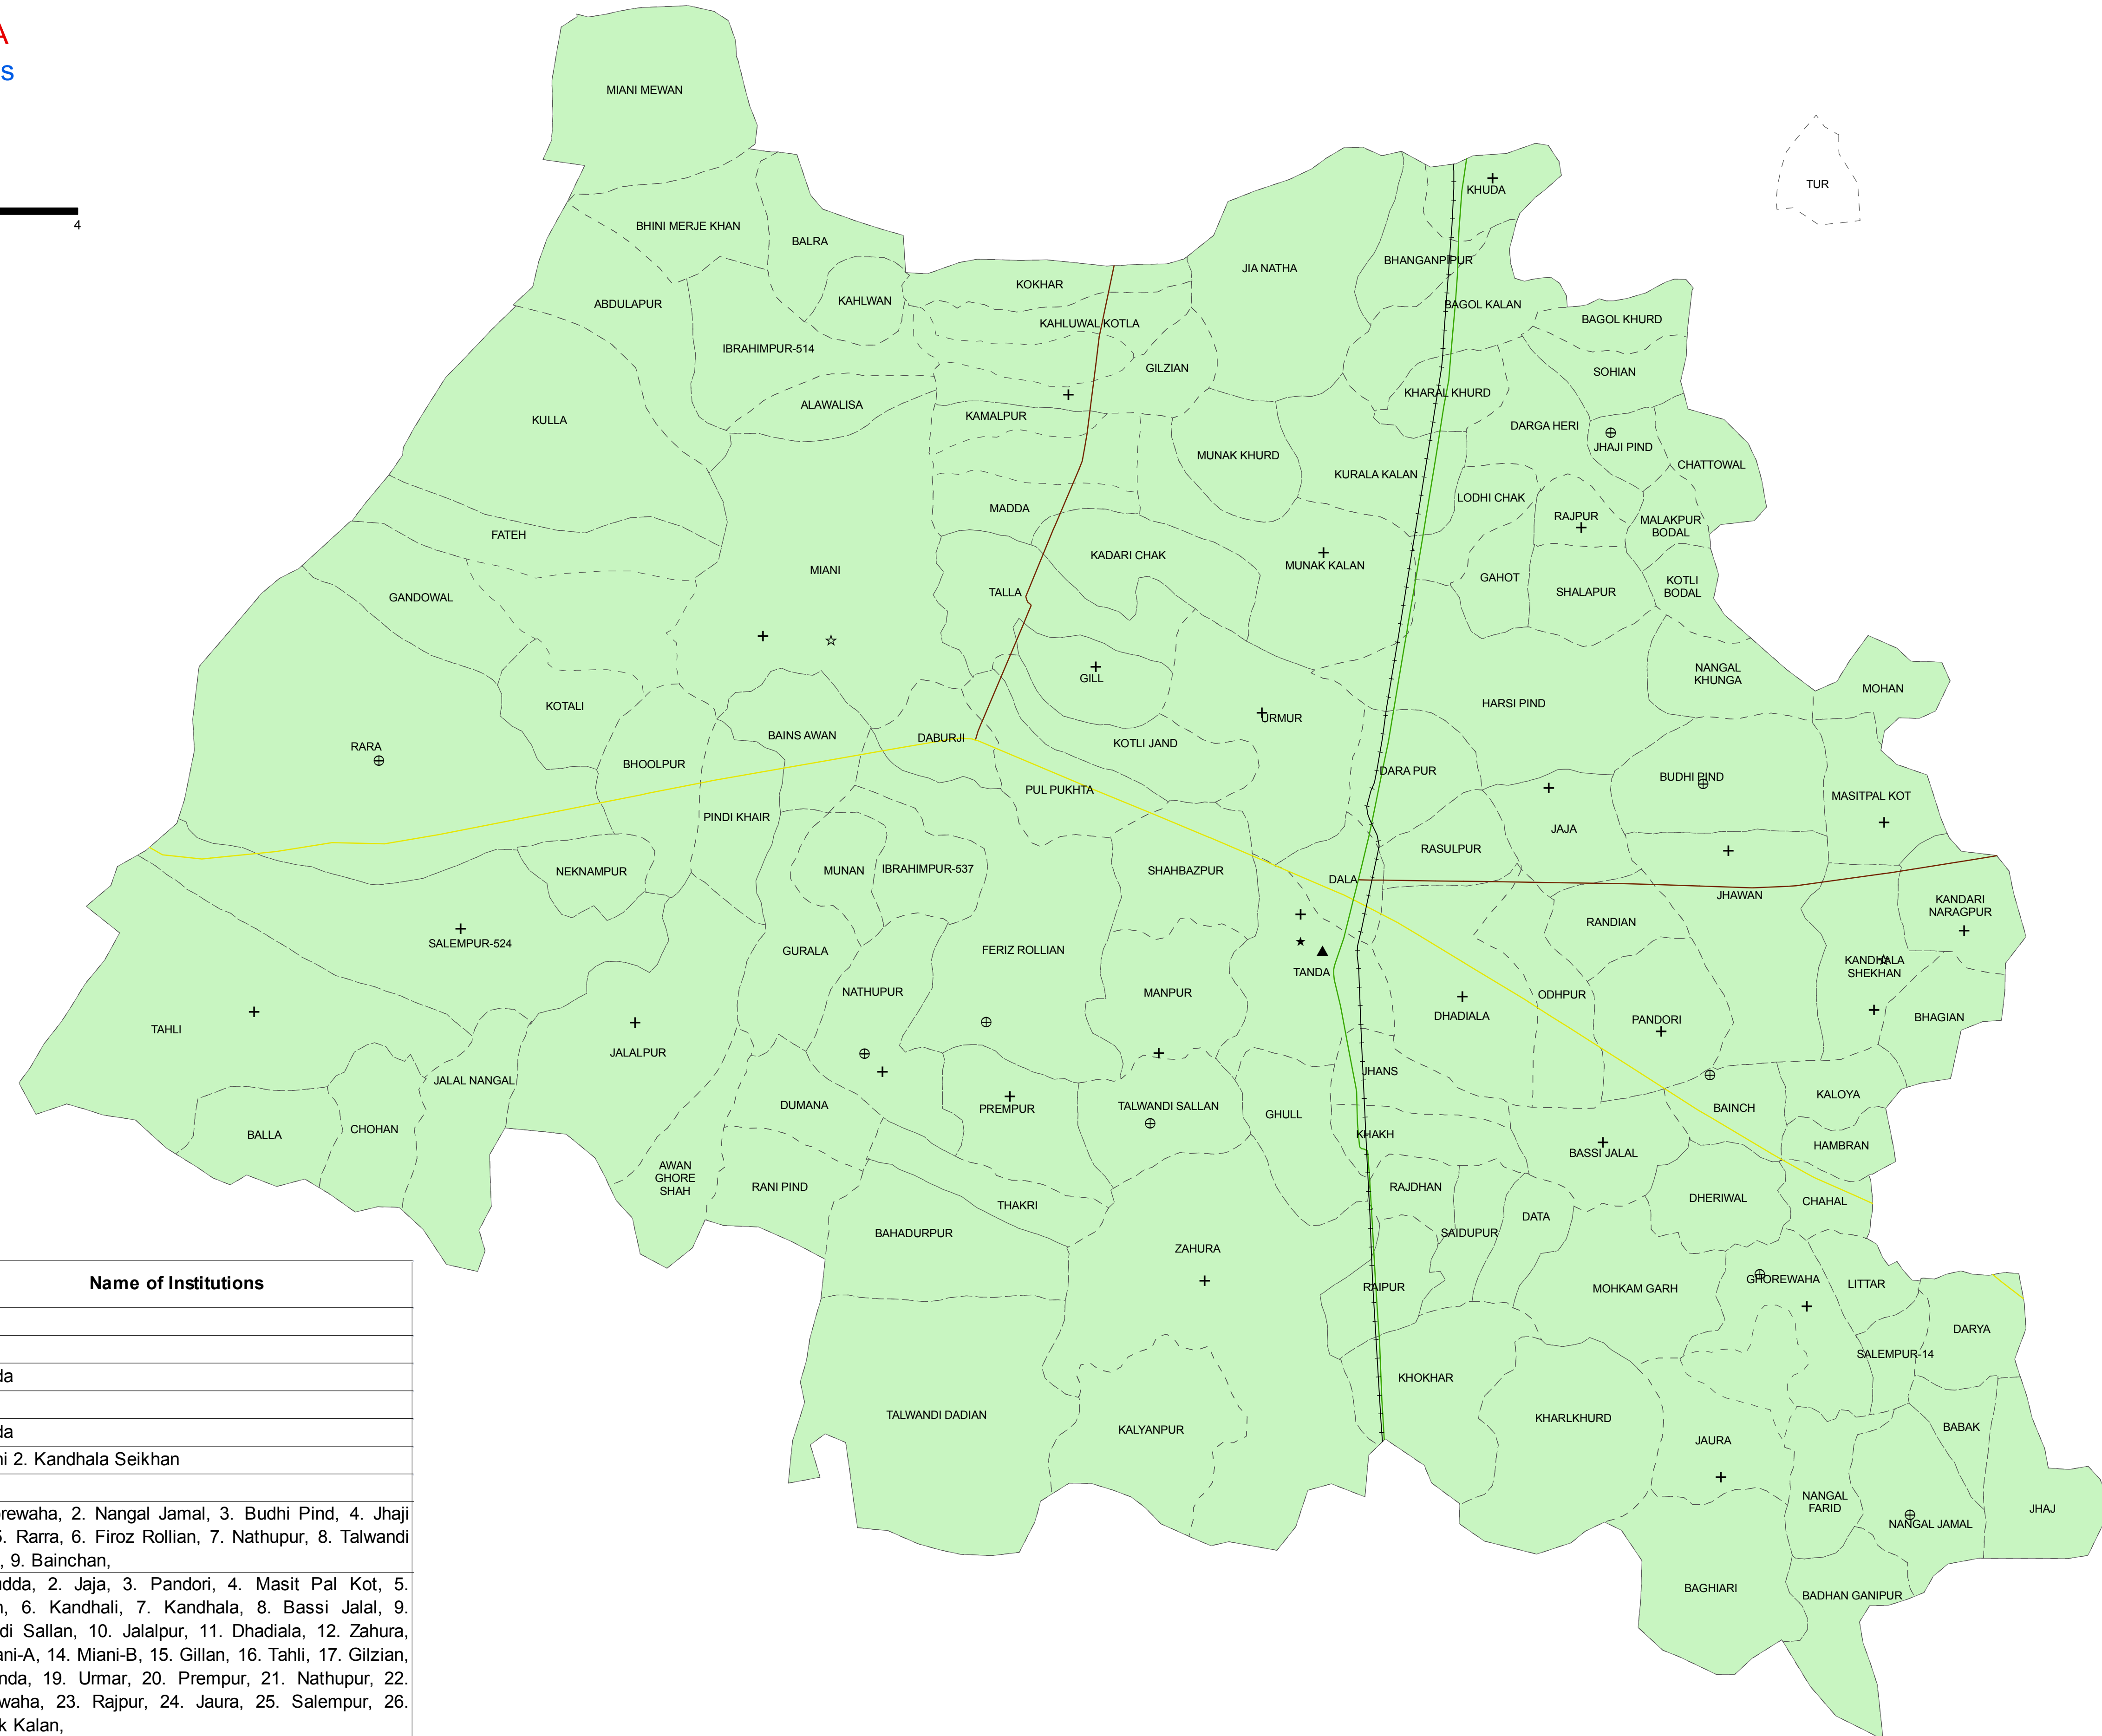 A
s
4
MIANI MEWAN
TUR
KHUDA
BHINI MERJE KHAN
BALRA
JIA NATHA
BHANGANPIPUR
KOKHAR
KAHLWAN
ABDULAPUR
BAGOL KALAN
BAGOL KHURD
KAHLUWAL KOTLA
IBRAHIMPUR-514
GILZIAN
SOHIAN
KHARAL KHURD
ALAWALISA
KAMALPUR
KULLA
DARGA HERI
JHAJI PIND
MUNAK KHURD
CHATTOWAL
KURALA KALAN
LODHI CHAK
MADDA
RAJPUR
MALAKPUR
BODAL
FATEH
KADARI CHAK
MUNAK KALAN
MIANI
GAHOT
KOTLI
BODAL
TALLA
SHALAPUR
GANDOWAL
NANGAL
KHUNGA
GILL
MOHAN
HARSI PIND
KOTALI
URMUR
BAINS AWAN
DABURJI
KOTLI JAND
RARA
BHOOLPUR
DARA PUR
BUDHI PIND
PUL PUKHTA
MASITPAL KOT
PINDI KHAIR
JAJA
RASULPUR
NEKNAMPUR
MUNAN
IBRAHIMPUR-537
SHAHBAZPUR
DALA
JHAWAN
KANDARI
NARAGPUR
RANDIAN
SALEMPUR-524
GURALA
FERIZ ROLLIAN
KANDHALA
SHEKHAN
TANDA
NATHUPUR
MANPUR
ODHPUR
DHADIALA
PANDORI
BHAGIAN
TAHLI
JALALPUR
JALAL NANGAL
JHANS
KALOYA
DUMANA
PREMPUR
TALWANDI SALLAN
GHULL
BAINCH
BALLA
CHOHAN
KHAKH
HAMBRAN
BASSI JALAL
AWAN
GHORE
SHAH
RANI PIND
RAJDHAN
DHERIWAL
CHAHAL
THAKRI
DATA
BAHADURPUR
SAIDUPUR
ZAHURA
RAIPUR
MOHKAM GARH
GHOREWAHA
LITTAR
DARYA
SALEMPUR-14
KHOKHAR
TALWANDI DADIAN
KALYANPUR
KHARLKHURD
JAURA
BABAK
NANGAL
FARID
NANGAL JAMAL
JHAJ
BAGHIARI
BADHAN GANIPUR
Name of Institutions
da
da
ni 2. Kandhala Seikhan
orewaha, 2. Nangal Jamal, 3. Budhi Pind, 4. Jhaji
5. Rarra, 6. Firoz Rollian, 7. Nathupur, 8. Talwandi
, 9. Bainchan,
udda, 2. Jaja, 3. Pandori, 4. Masit Pal Kot, 5.
n, 6. Kandhali, 7. Kandhala, 8. Bassi Jalal, 9.
di Sallan, 10. Jalalpur, 11. Dhadiala, 12. Zahura,
ani-A, 14. Miani-B, 15. Gillan, 16. Tahli, 17. Gilzian,
nda, 19. Urmar, 20. Prempur, 21. Nathupur, 22.
waha, 23. Rajpur, 24. Jaura, 25. Salempur, 26.
k Kalan,